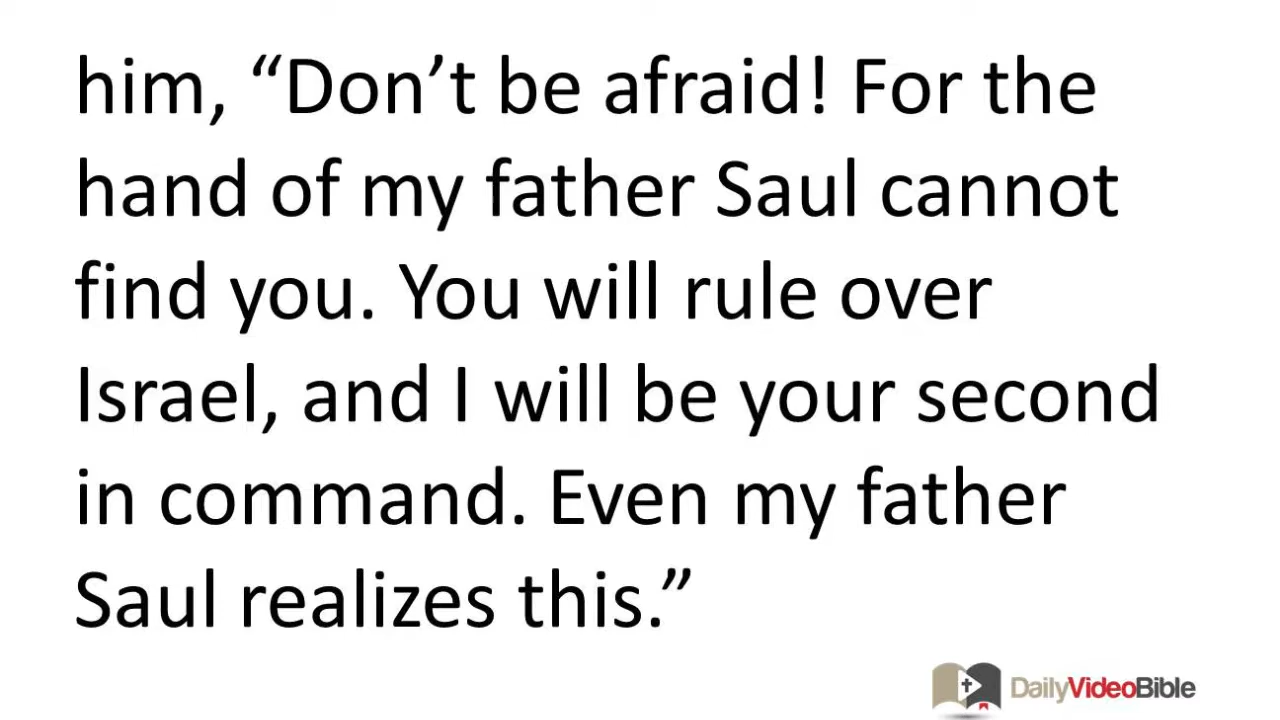 him, “Don’t be afraid! For the
hand of my father Saul cannot
find you. You will rule over
Israel, and I will be your second
in command. Even my father
Saul realizes this.”
DailyVideoBible